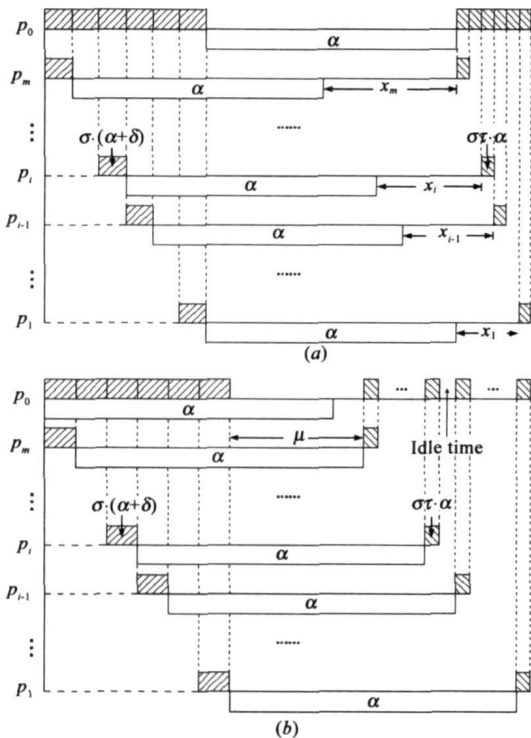 p₀
α
pₘ
α
xₘ
⋮
......
σ·(α+δ)
στ·α
pᵢ
α
xᵢ
pᵢ₋₁
α
xᵢ₋₁
⋮
......
p₁
α
x₁
(a)
p₀
... ...
α
Idle time
pₘ
μ
α
⋮
......
σ·(α+δ)
στ·α
pᵢ
α
pᵢ₋₁
α
⋮
......
p₁
α
(b)